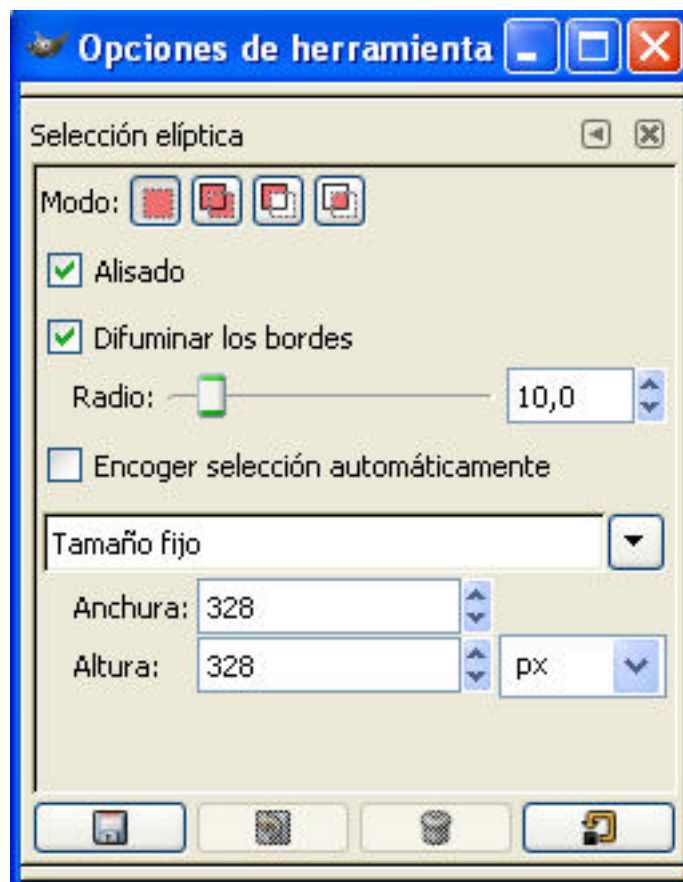 Opciones de herramienta
Selección elíptica
Modo:
Alisado
Difuminar los bordes
Radio: 10,0
Encoger selección automáticamente
Tamaño fijo
Anchura: 328
Altura: 328 px